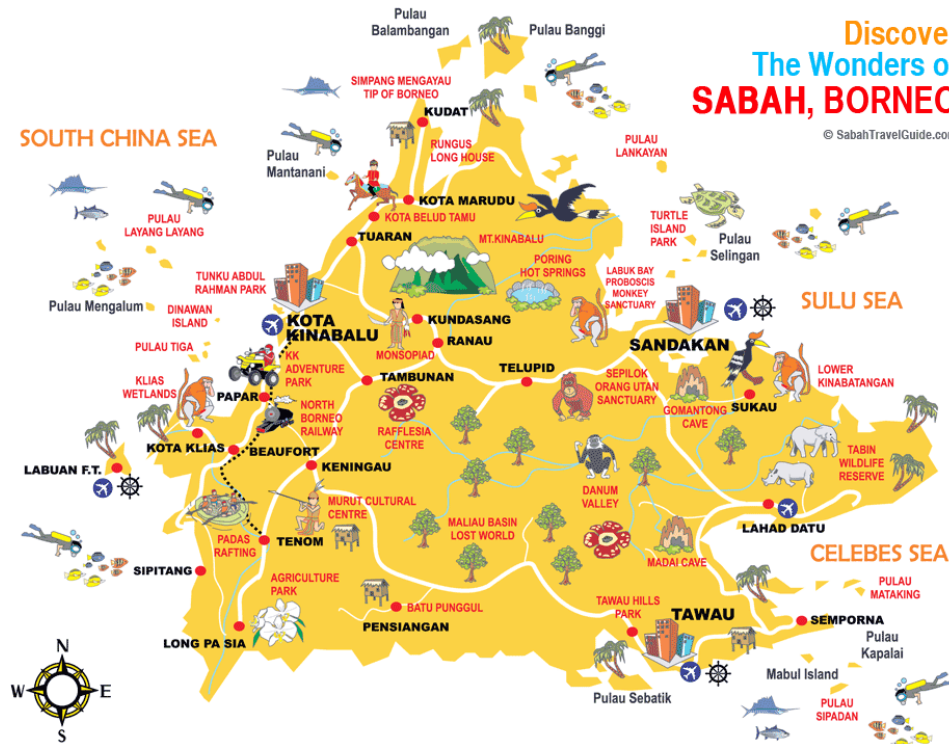 Pulau
Balambangan
Pulau Banggi
Discove
The Wonders o
SABAH, BORNEO
© SabahTravelGuide.com
SIMPANG MENGAYAU
TIP OF BORNEO
KUDAT
SOUTH CHINA SEA
RUNGUS
LONG HOUSE
Pulau
Mantanani
PULAU
LANKAYAN
KOTA MARUDU
KOTA BELUD TAMU
PULAU
LAYANG LAYANG
TURTLE
ISLAND
PARK
Pulau
Selingan
TUARAN
MT.KINABALU
PORING
HOT SPRINGS
TUNKU ABDUL
RAHMAN PARK
LABUK BAY
PROBOSCIS
MONKEY
SANCTUARY
Pulau Mengalum
SULU SEA
DINAWAN
ISLAND
KOTA
KINABALU
KUNDASANG
RANAU
SANDAKAN
PULAU TIGA
KK
ADVENTURE
PARK
MONSOPIAD
TELUPID
TAMBUNAN
SEPILOK
ORANG UTAN
SANCTUARY
LOWER
KINABATANGAN
KLIAS
WETLANDS
PAPAR
NORTH
BORNEO
RAILWAY
GOMANTONG
CAVE
SUKAU
RAFFLESIA
CENTRE
KOTA KLIAS
BEAUFORT
TABIN
WILDLIFE
RESERVE
LABUAN F.T.
KENINGAU
DANUM
VALLEY
MURUT CULTURAL
CENTRE
LAHAD DATU
MALIAU BASIN
LOST WORLD
PADAS
RAFTING
TENOM
MADAI CAVE
CELEBES SEA
SIPITANG
AGRICULTURE
PARK
PULAU
MATAKING
BATU PUNGGUL
TAWAU HILLS
PARK
TAWAU
SEMPORNA
PENSIANGAN
LONG PA SIA
Pulau
Kapalai
Mabul Island
Pulau Sebatik
PULAU
SIPADAN
N
W
E
S